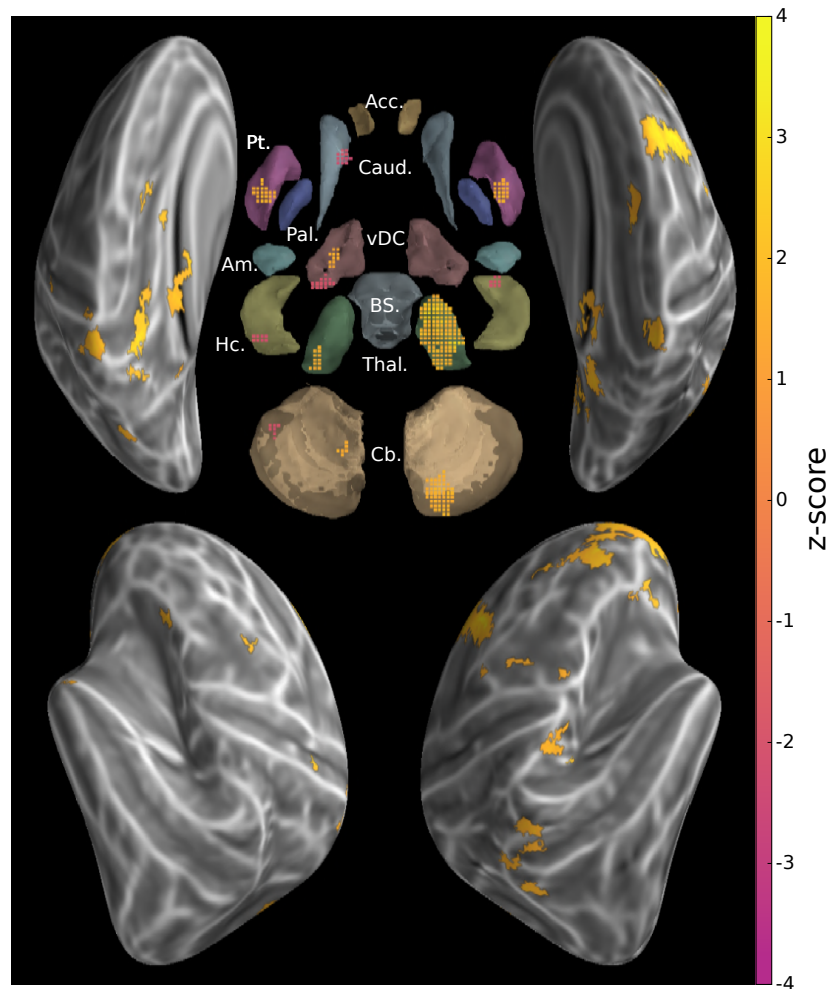 Acc.
Pt.
Caud.
Pal.
vDC.
Am.
BS.
Hc.
Thal.
Cb.
4
3
2
1
0
-1
-2
-3
-4
z-score